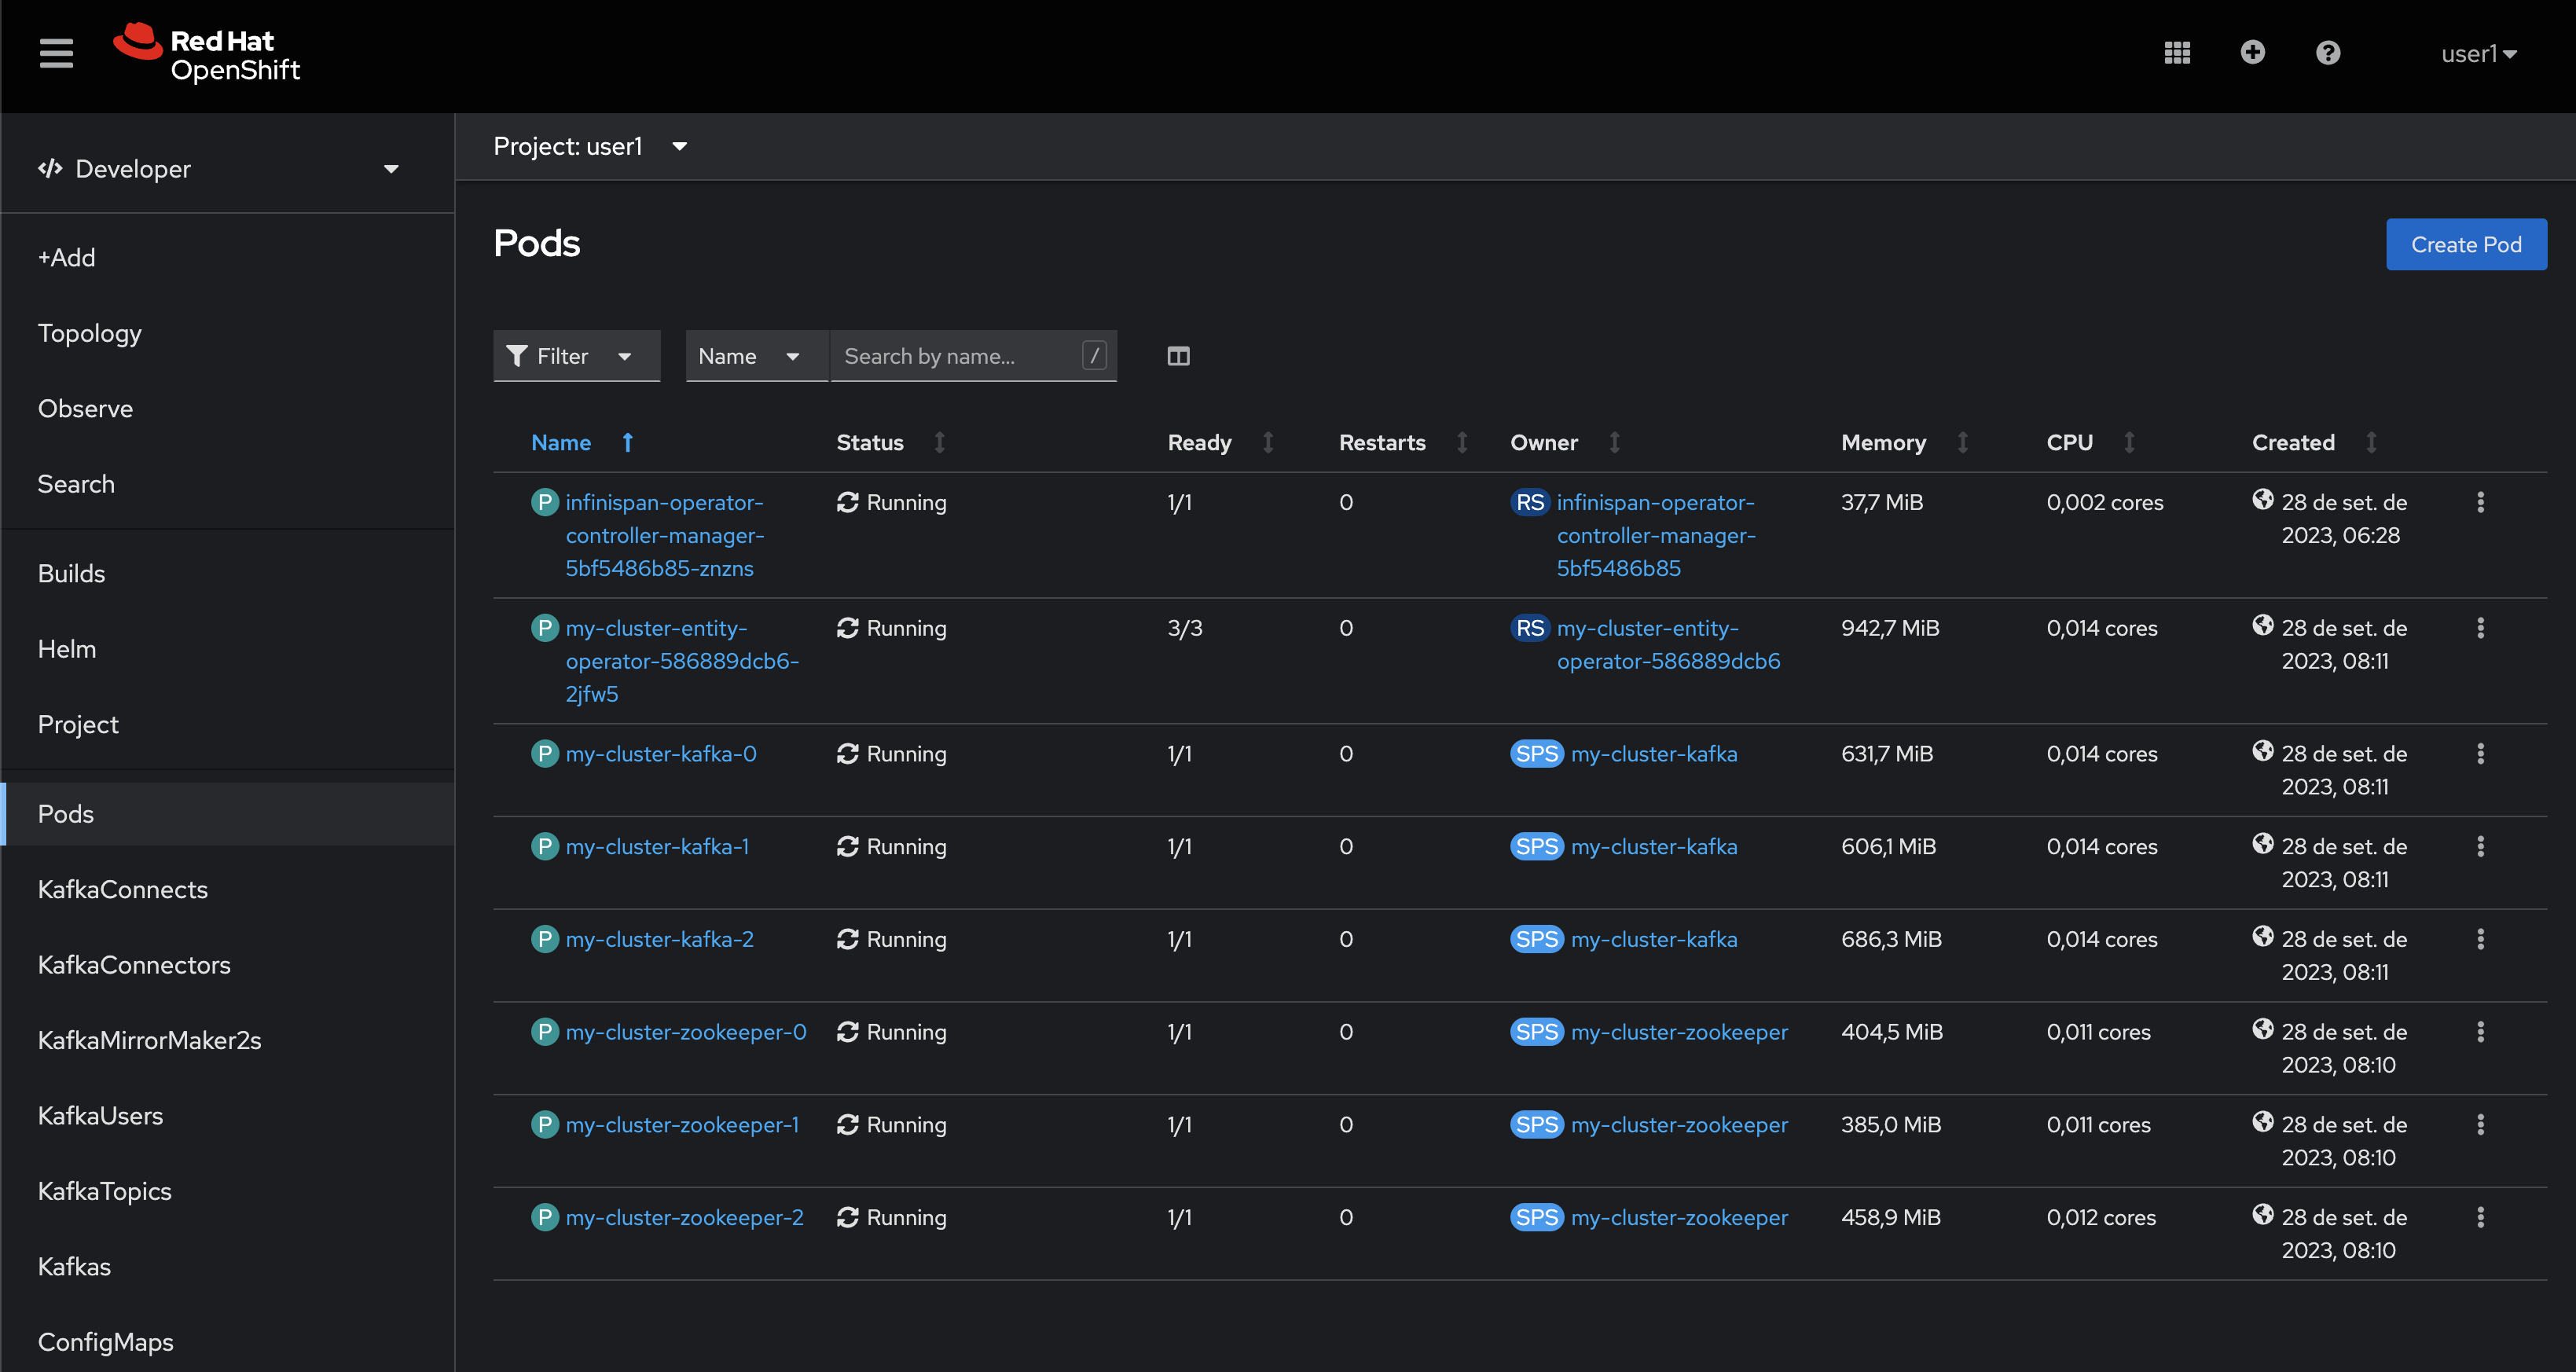 Red Hat
OpenShift
user1
Developer
Project: user1
+Add
Topology
Observe
Search
Builds
Helm
Project
Pods
KafkaConnects
KafkaConnectors
KafkaMirrorMaker2s
KafkaUsers
KafkaTopics
Kafkas
ConfigMaps
Pods
Create Pod
Filter
Name
Search by name...
/
Name Status Ready Restarts Owner Memory CPU Created
P infinispan-operator- Running 1/1 0 RS infinispan-operator- 37,7 MiB 0,002 cores 28 de set. de
controller-manager- controller-manager- 2023, 06:28
5bf5486b85-znzns 5bf5486b85
P my-cluster-entity- Running 3/3 0 RS my-cluster-entity- 942,7 MiB 0,014 cores 28 de set. de
operator-586889dcb6- operator-586889dcb6 2023, 08:11
2jfw5
P my-cluster-kafka-0 Running 1/1 0 SPS my-cluster-kafka 631,7 MiB 0,014 cores 28 de set. de
2023, 08:11
P my-cluster-kafka-1 Running 1/1 0 SPS my-cluster-kafka 606,1 MiB 0,014 cores 28 de set. de
2023, 08:11
P my-cluster-kafka-2 Running 1/1 0 SPS my-cluster-kafka 686,3 MiB 0,014 cores 28 de set. de
2023, 08:11
P my-cluster-zookeeper-0 Running 1/1 0 SPS my-cluster-zookeeper 404,5 MiB 0,011 cores 28 de set. de
2023, 08:10
P my-cluster-zookeeper-1 Running 1/1 0 SPS my-cluster-zookeeper 385,0 MiB 0,011 cores 28 de set. de
2023, 08:10
P my-cluster-zookeeper-2 Running 1/1 0 SPS my-cluster-zookeeper 458,9 MiB 0,012 cores 28 de set. de
2023, 08:10